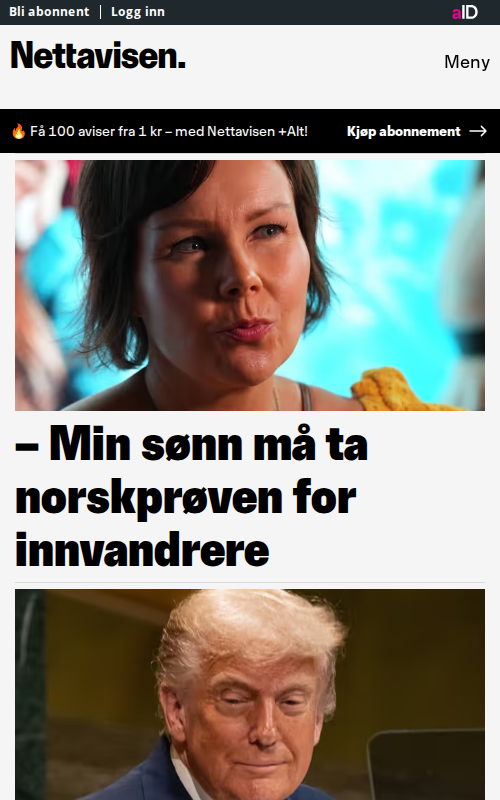 Bli abonnent Logg inn aID
Nettavisen.
Meny
🔥 Få 100 aviser fra 1 kr – med Nettavisen +Alt! Kjøp abonnement →
– Min sønn må ta
norskprøven for
innvandrere